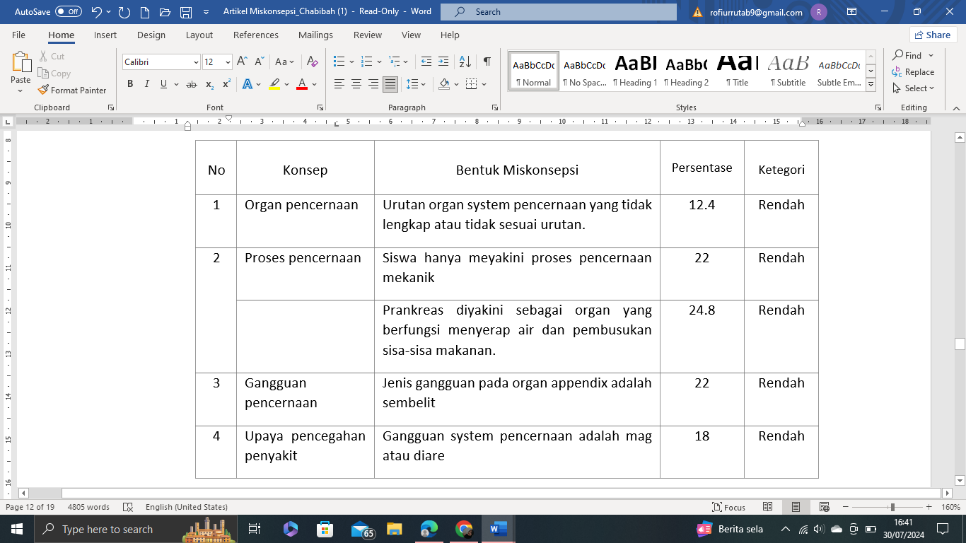 AutoSave Off Artikel Miskonsepsi_Chabibah (1) - Read-Only - Word Search rofiurrutab9@gmail.com R
File Home Insert Design Layout References Mailings Review View Help Share
Paste Cut Copy Format Painter
Clipboard
Calibri 12
Font
Paragraph
AaBbCcDc AaBbCcDc AaBbCc AaBbCc AaB AaBbCcD AaBbCcDc
¶ Normal ¶ No Spac... ¶ Heading 1 ¶ Heading 2 ¶ Title ¶ Subtitle Subtle Em...
Styles
Find
Replace
Select
Editing
No Konsep Bentuk Miskonsepsi Persentase Ketegori
1 Organ pencernaan Urutan organ system pencernaan yang tidak 12.4 Rendah
lengkap atau tidak sesuai urutan.
2 Proses pencernaan Siswa hanya meyakini proses pencernaan 22 Rendah
mekanik
Prankreas diyakini sebagai organ yang 24.8 Rendah
berfungsi menyerap air dan pembusukan
sisa-sisa makanan.
3 Gangguan Jenis gangguan pada organ appendix adalah 22 Rendah
pencernaan sembelit
4 Upaya pencegahan Gangguan system pencernaan adalah mag 18 Rendah
penyakit atau diare
Page 12 of 19 4805 words English (United States) Focus 160%
Type here to search 65 Berita sela 16:41
30/07/2024